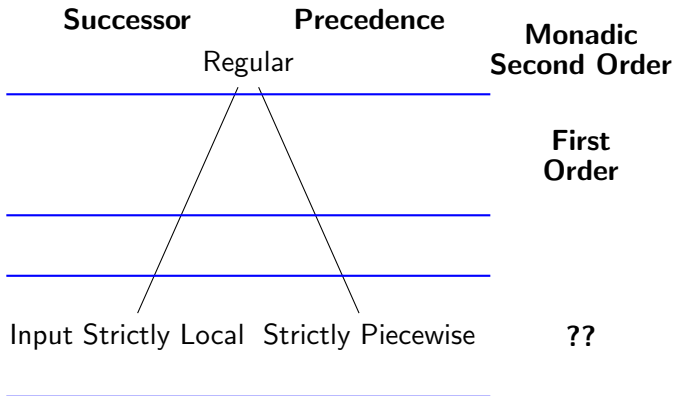 Successor Precedence
Monadic
Second Order
Regular
First
Order
Input Strictly Local Strictly Piecewise ??